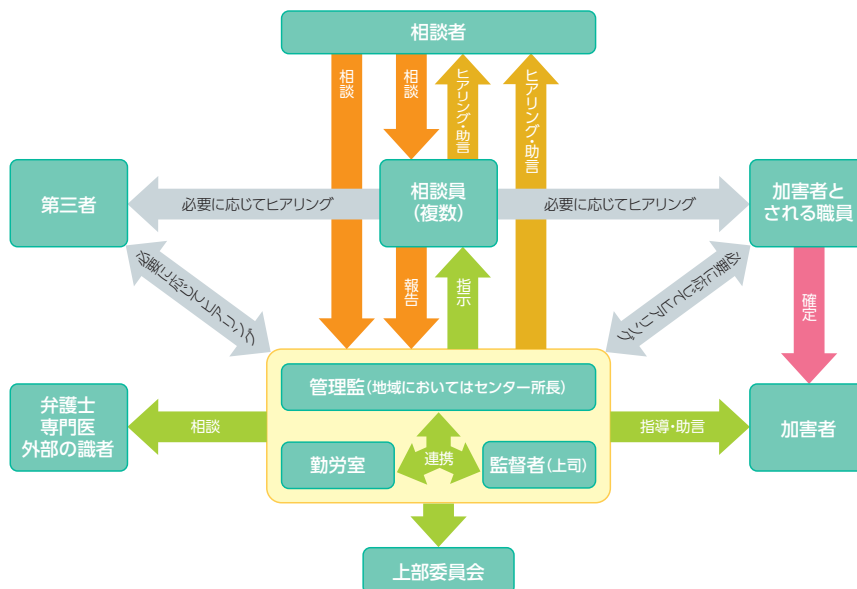 相談者
相談
相談
ヒアリング・助言
ヒアリング・助言
第三者
必要に応じてヒアリング
相談員
(複数)
必要に応じてヒアリング
加害者と
される職員
必要に応じてヒアリング
報告
指示
必要に応じてヒアリング
確定
管理監(地域においてはセンター所長)
弁護士
専門医
外部の識者
相談
勤労室
連携
監督者(上司)
指導・助言
加害者
上部委員会